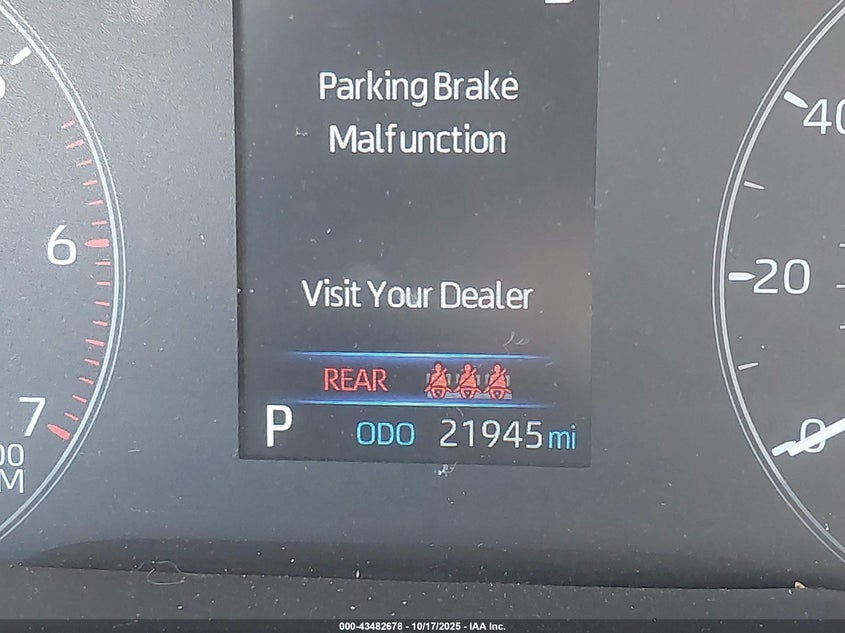 Parking Brake
Malfunction
Visit Your Dealer
REAR
P ODO 21945 mi
6
7
40
20
0
000-43482678 - 10/17/2025 - IAA Inc.